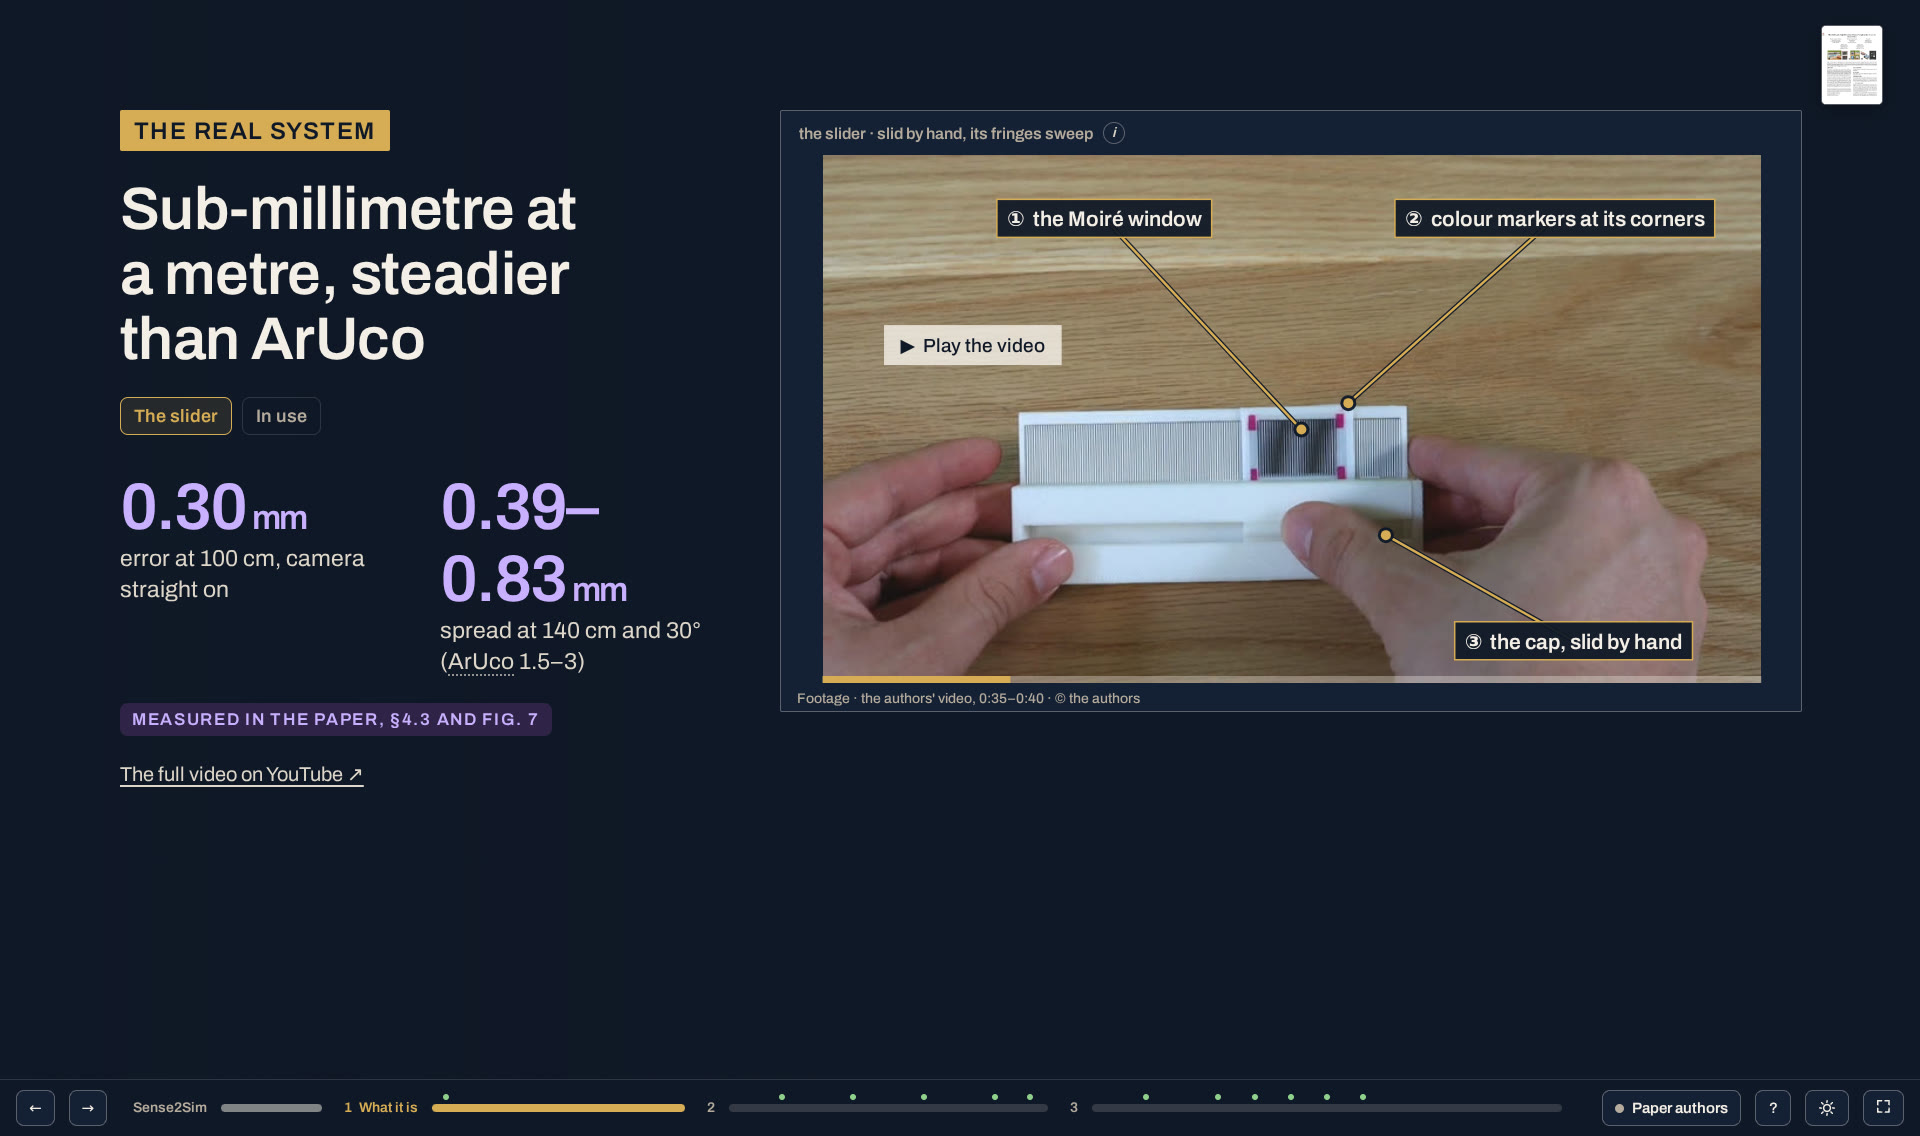 THE REAL SYSTEM
Sub-millimetre at
a metre, steadier
than ArUco
The slider
In use
0.30 mm
error at 100 cm, camera
straight on
0.39–
0.83 mm
spread at 140 cm and 30°
(ArUco 1.5–3)
MEASURED IN THE PAPER, §4.3 AND FIG. 7
The full video on YouTube ↗
the slider · slid by hand, its fringes sweep i
① the Moiré window
② colour markers at its corners
▶ Play the video
③ the cap, slid by hand
Footage · the authors' video, 0:35–0:40 · © the authors
← → Sense2Sim 1 What it is 2 3 Paper authors ?